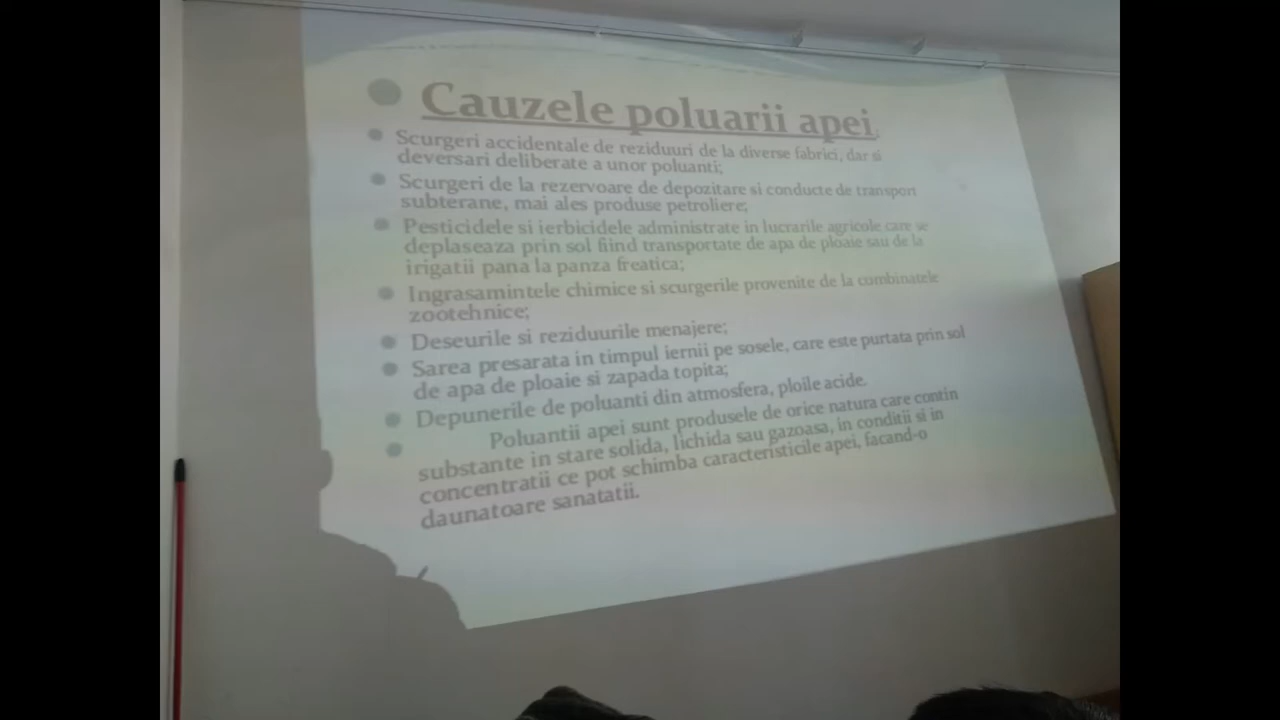 Cauzele poluarii apei.
Scurgeri accidentale de reziduuri de la diverse fabrici, dar si
deversari deliberate a unor poluanti;
Scurgeri de la rezervoare de depozitare si conducte de transport
subterane, mai ales produse petroliere;
Pesticidele si ierbicidele administrate in lucrarile agricole care se
deplaseaza prin sol fiind transportate de apa de ploaie sau de la
irigatii pana la panza freatica;
Ingrasamintele chimice si scurgerile provenite de la combinatele
zootehnice;
Deseurile si reziduurile menajere;
Sarea presarata in timpul iernii pe sosele, care este purtata prin sol
de apa de ploaie si zapada topita;
Depunerile de poluanti din atmosfera, ploile acide.
Poluantii apei sunt produsele de orice natura care contin
substante in stare solida, lichida sau gazoasa, in conditii si in
concentratii ce pot schimba caracteristicile apei, facand-o
daunatoare sanatatii.